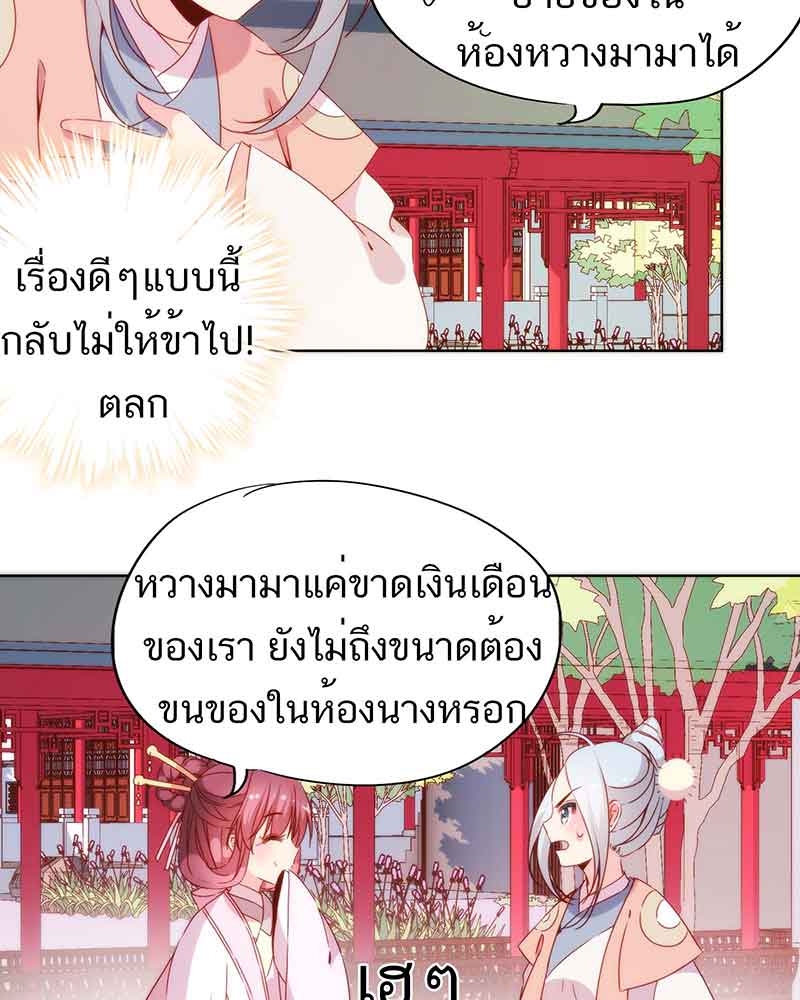 ห้องหวางมามาได้
เรื่องดีๆแบบนี้
กลับไม่ให้ข้าไป!
ตลก
หวางมามาแค่ขาดเงินเดือน
ของเรา ยังไม่ถึงขนาดต้อง
ขนของในห้องนางหรอก
เฮๆ